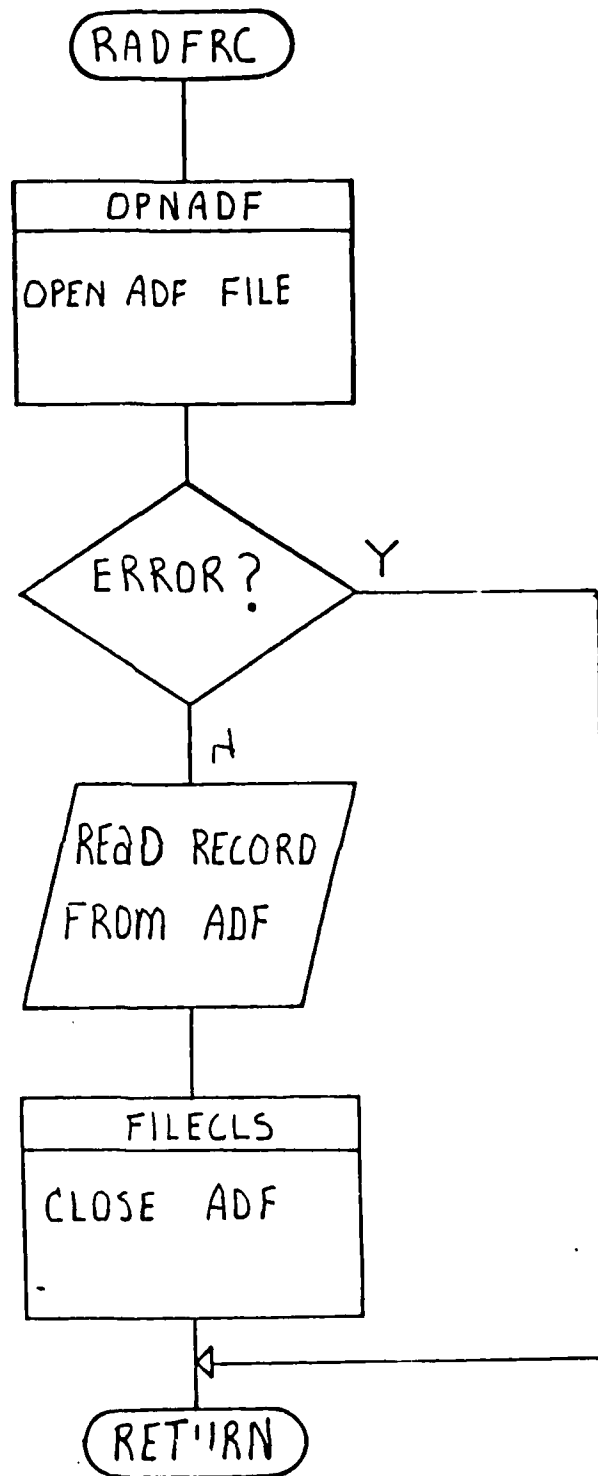 RADFRC
OPNADF
OPEN ADF FILE
ERROR?
Y
N
READ RECORD
FROM ADF
FILECLS
CLOSE ADF
RETURN